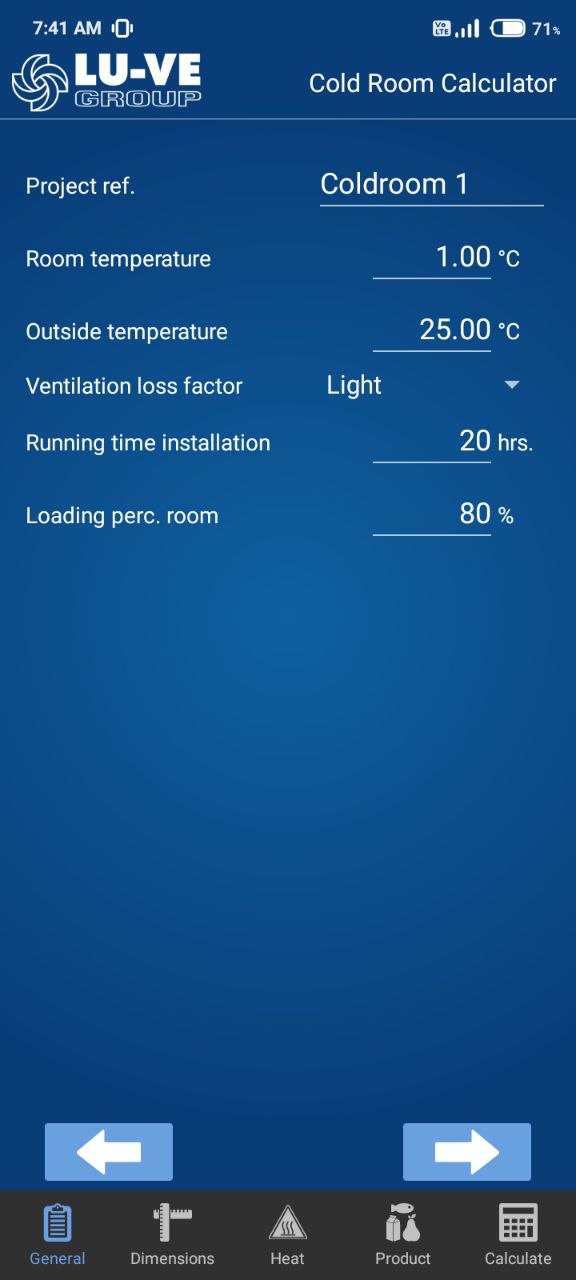 7:41 AM Vo LTE 71%
LU-VE
GROUP
Cold Room Calculator
Project ref. Coldroom 1
Room temperature 1.00 °C
Outside temperature 25.00 °C
Ventilation loss factor Light
Running time installation 20 hrs.
Loading perc. room 80 %
General Dimensions Heat Product Calculate